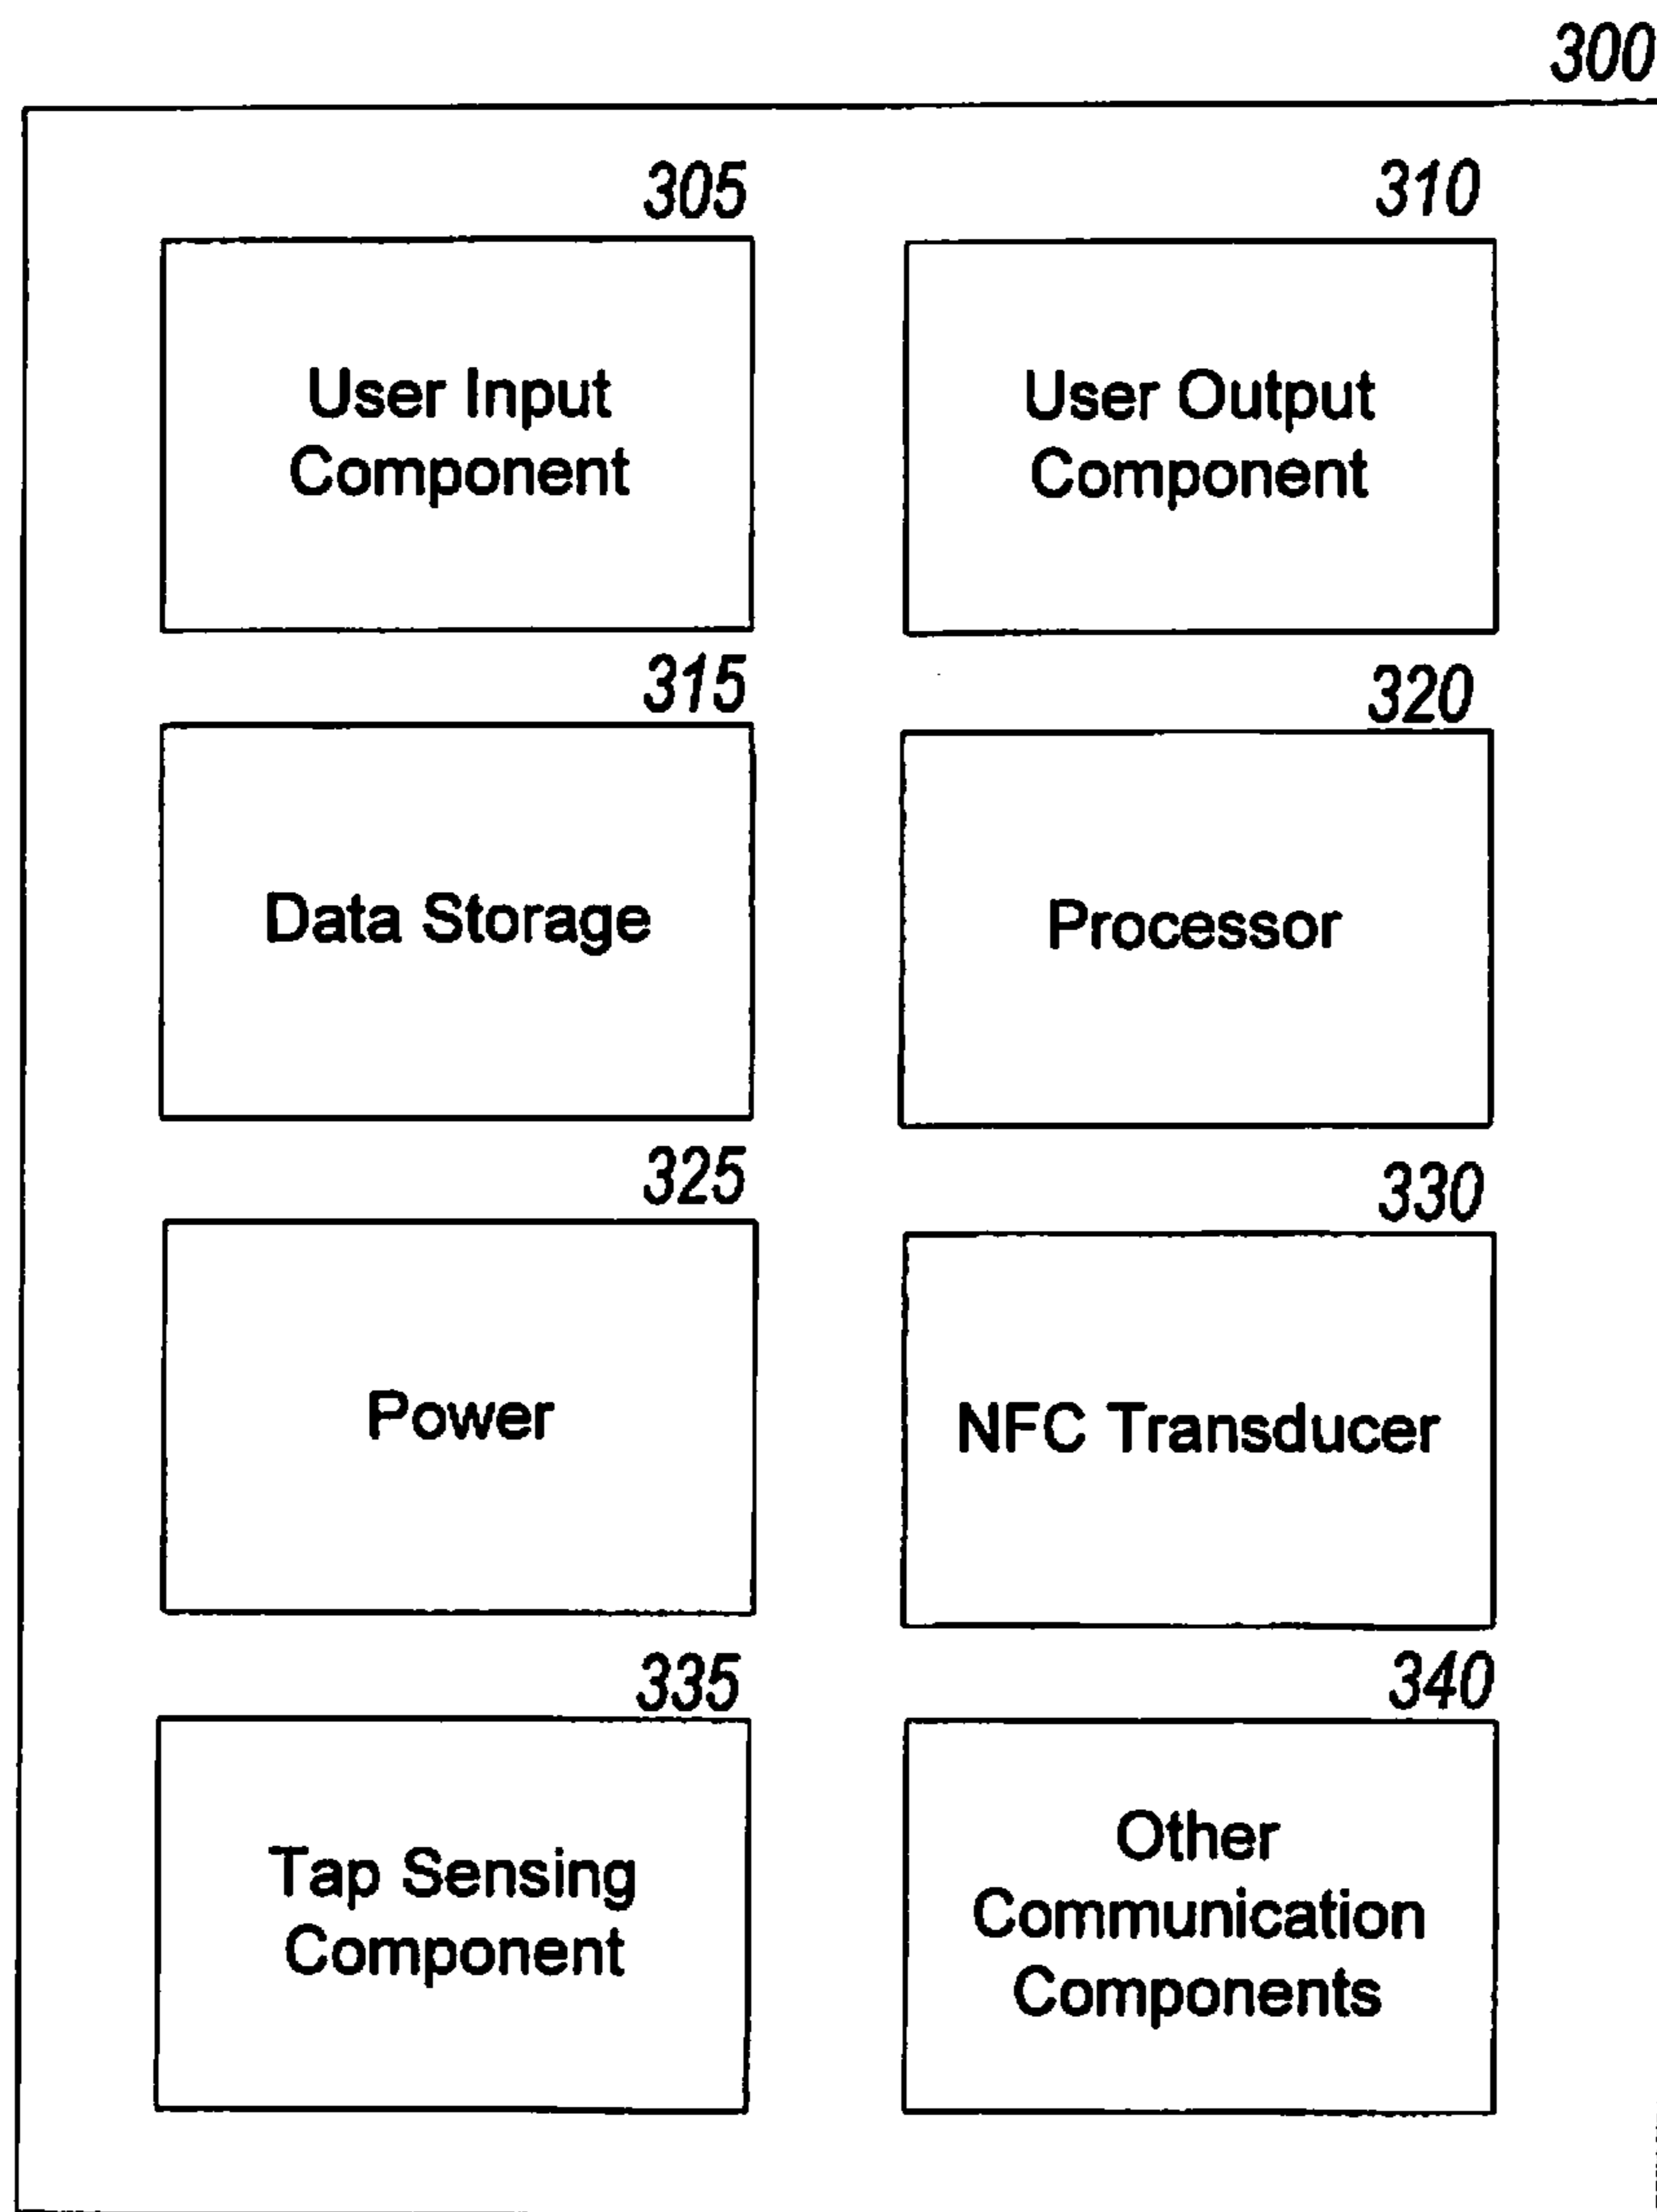 300
305
310
User Input
Component
User Output
Component
315
320
Data Storage
Processor
325
330
Power
NFC Transducer
335
340
Tap Sensing
Component
Other
Communication
Components